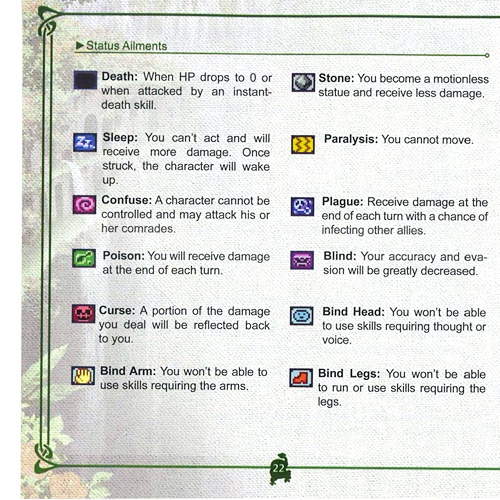 ▶Status Ailments
Death: When HP drops to 0 or
when attacked by an instant-
death skill.
Sleep: You can't act and will
receive more damage. Once
struck, the character will wake
up.
Confuse: A character cannot be
controlled and may attack his or
her comrades.
Poison: You will receive damage
at the end of each turn.
Curse: A portion of the damage
you deal will be reflected back
to you.
Bind Arm: You won't be able to
use skills requiring the arms.
Stone: You become a motionless
statue and receive less damage.
Paralysis: You cannot move.
Plague: Receive damage at the
end of each turn with a chance of
infecting other allies.
Blind: Your accuracy and eva-
sion will be greatly decreased.
Bind Head: You won't be able
to use skills requiring thought or
voice.
Bind Legs: You won't be able
to run or use skills requiring the
legs.
22